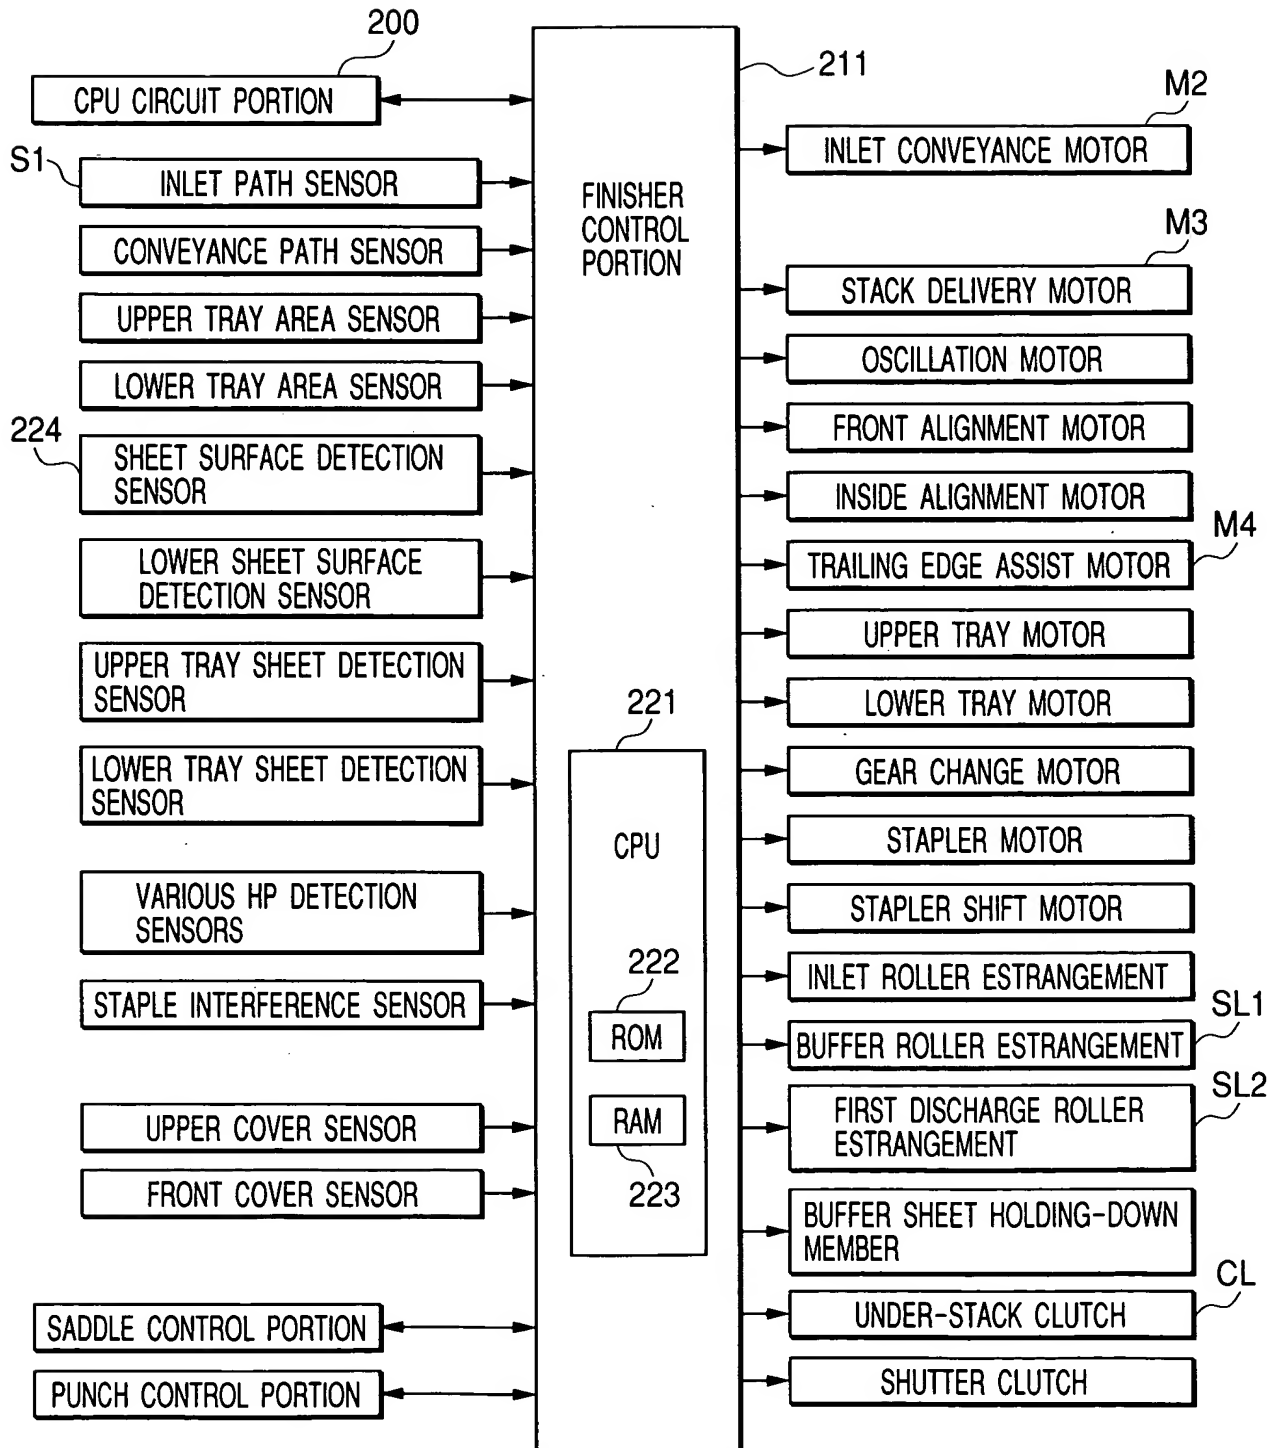 200
CPU CIRCUIT PORTION
S1
INLET PATH SENSOR
CONVEYANCE PATH SENSOR
UPPER TRAY AREA SENSOR
LOWER TRAY AREA SENSOR
224
SHEET SURFACE DETECTION
SENSOR
LOWER SHEET SURFACE
DETECTION SENSOR
UPPER TRAY SHEET DETECTION
SENSOR
LOWER TRAY SHEET DETECTION
SENSOR
VARIOUS HP DETECTION
SENSORS
STAPLE INTERFERENCE SENSOR
UPPER COVER SENSOR
FRONT COVER SENSOR
SADDLE CONTROL PORTION
PUNCH CONTROL PORTION
211
FINISHER
CONTROL
PORTION
221
CPU
222
ROM
RAM
223
M2
INLET CONVEYANCE MOTOR
M3
STACK DELIVERY MOTOR
OSCILLATION MOTOR
FRONT ALIGNMENT MOTOR
INSIDE ALIGNMENT MOTOR
M4
TRAILING EDGE ASSIST MOTOR
UPPER TRAY MOTOR
LOWER TRAY MOTOR
GEAR CHANGE MOTOR
STAPLER MOTOR
STAPLER SHIFT MOTOR
INLET ROLLER ESTRANGEMENT
SL1
BUFFER ROLLER ESTRANGEMENT
SL2
FIRST DISCHARGE ROLLER
ESTRANGEMENT
BUFFER SHEET HOLDING-DOWN
MEMBER
CL
UNDER-STACK CLUTCH
SHUTTER CLUTCH